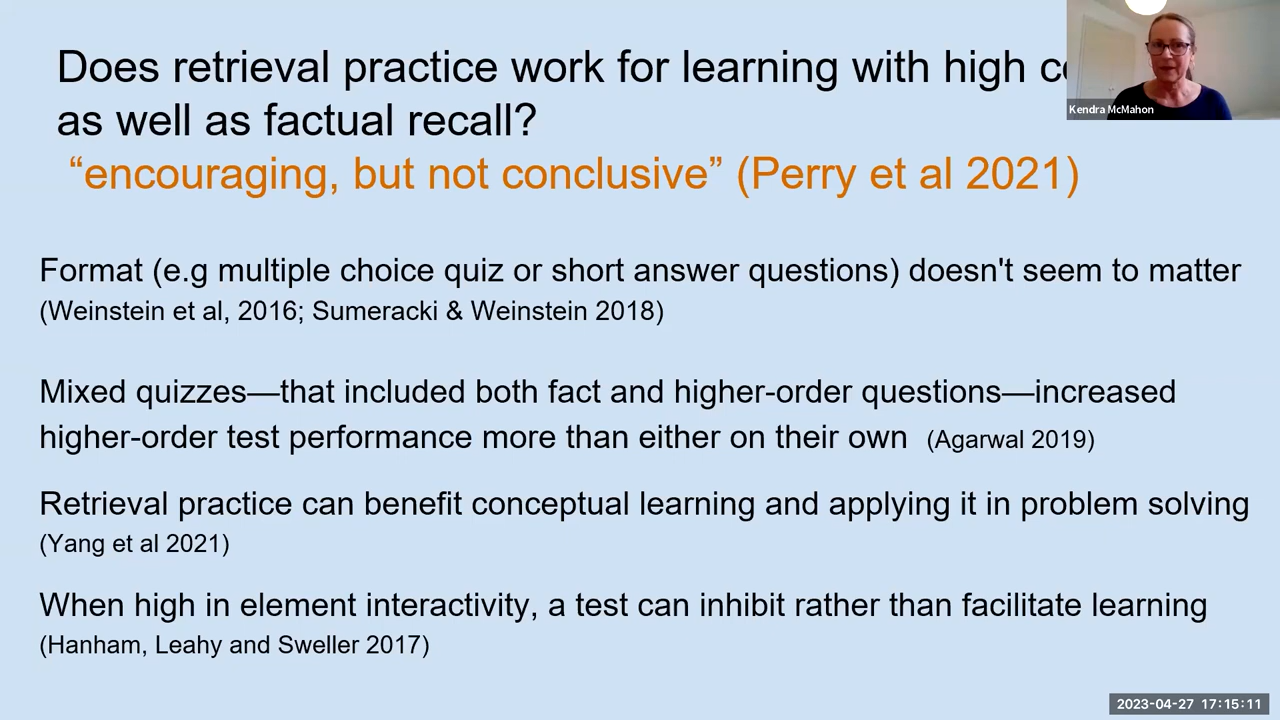 Does retrieval practice work for learning with high
as well as factual recall?
“encouraging, but not conclusive” (Perry et al 2021)
Kendra McMahon
Format (e.g multiple choice quiz or short answer questions) doesn't seem to matter
(Weinstein et al, 2016; Sumeracki & Weinstein 2018)
Mixed quizzes—that included both fact and higher-order questions—increased
higher-order test performance more than either on their own (Agarwal 2019)
Retrieval practice can benefit conceptual learning and applying it in problem solving
(Yang et al 2021)
When high in element interactivity, a test can inhibit rather than facilitate learning
(Hanham, Leahy and Sweller 2017)
2023-04-27 17:15:11